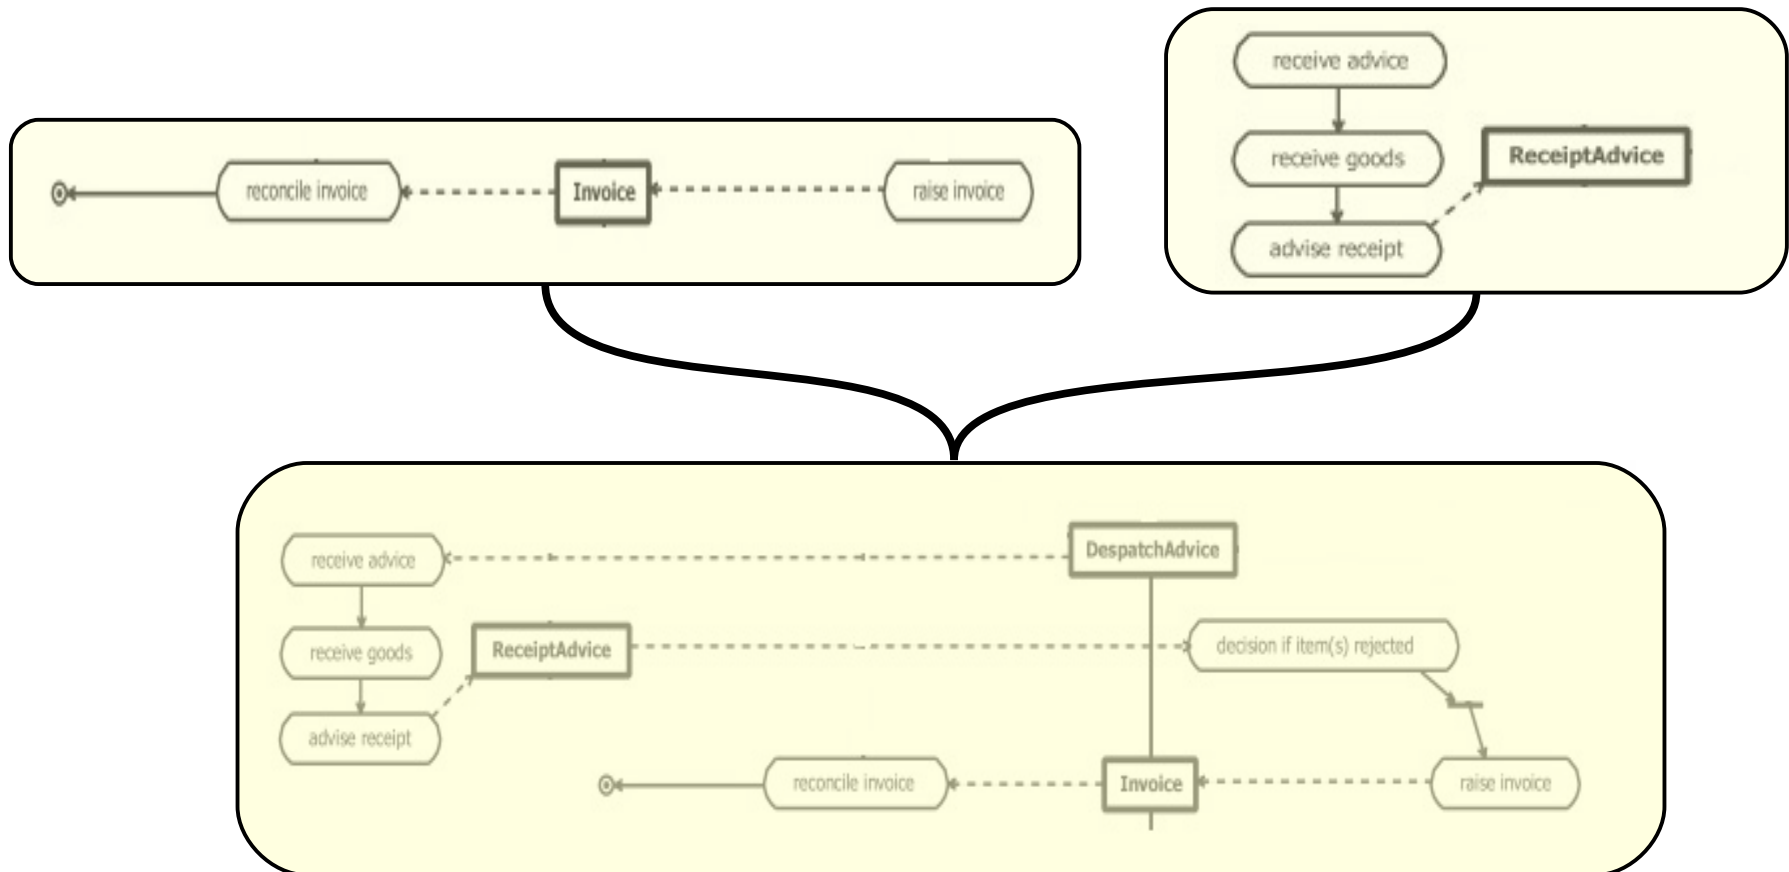 receive advice
receive goods
ReceiptAdvice
advise receipt
reconcile invoice
Invoice
raise invoice
DespatchAdvice
receive advice
decision if item(s) rejected
receive goods
ReceiptAdvice
advise receipt
reconcile invoice
Invoice
raise invoice